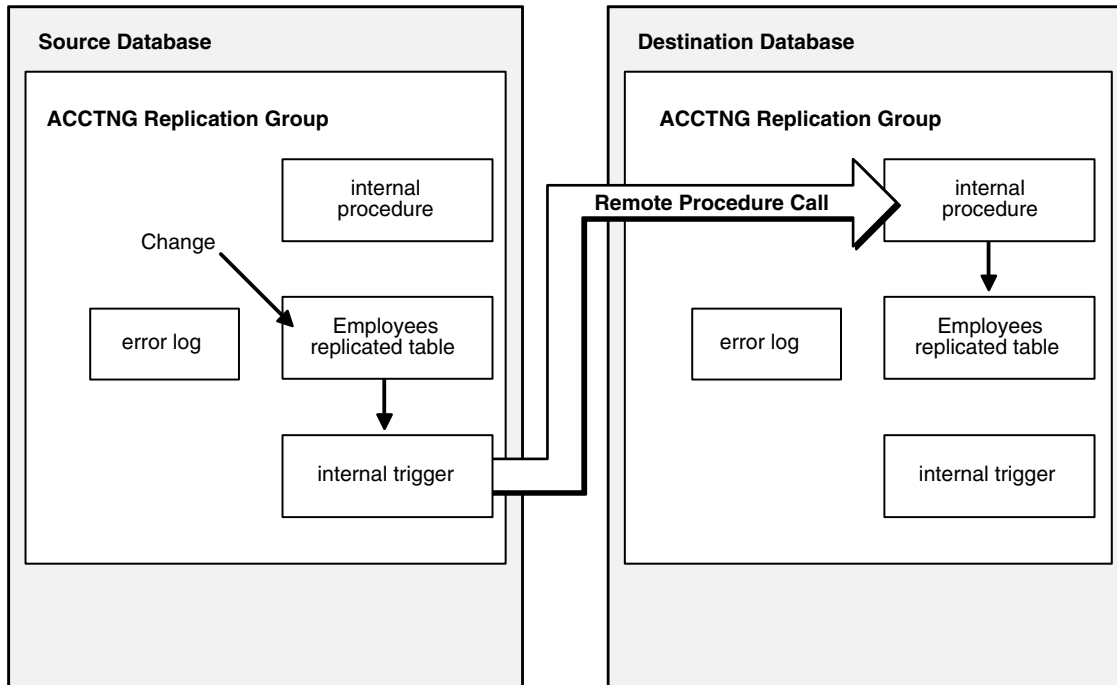 Source Database
ACCTNG Replication Group
internal
procedure
Change
error log
Employees
replicated table
internal trigger
Remote Procedure Call
Destination Database
ACCTNG Replication Group
internal
procedure
error log
Employees
replicated table
internal trigger